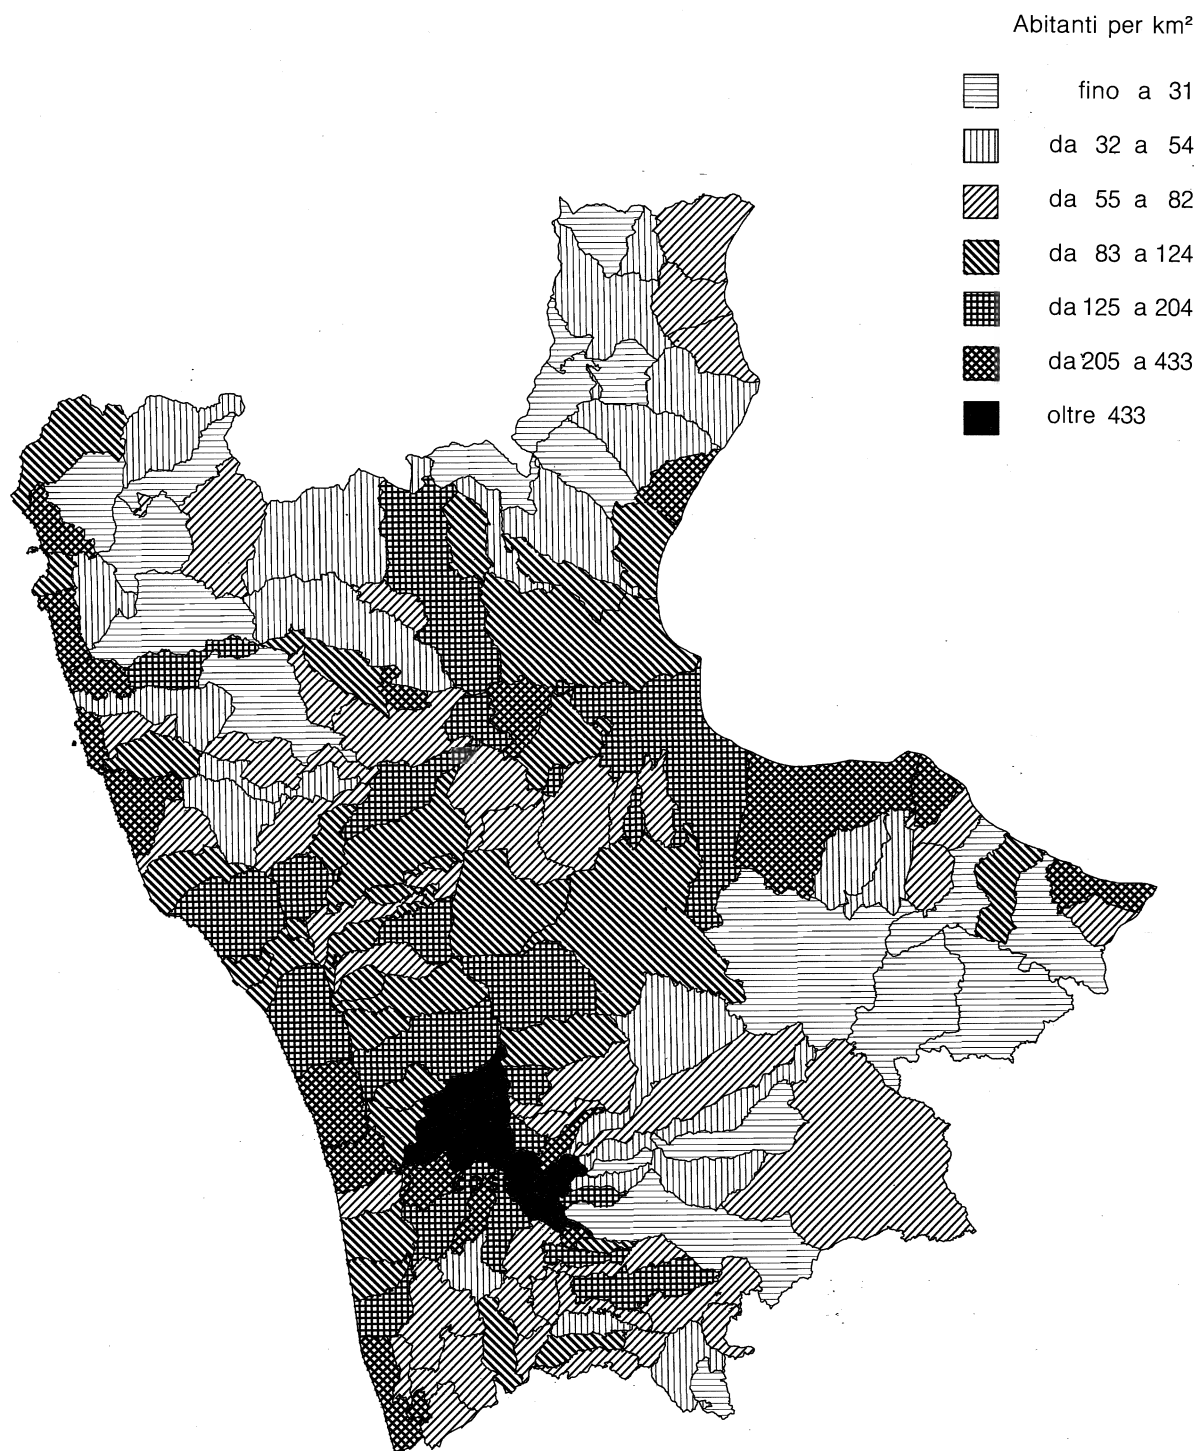 Abitanti per km²
fino a 31
da 32 a 54
da 55 a 82
da 83 a 124
da 125 a 204
da 205 a 433
oltre 433